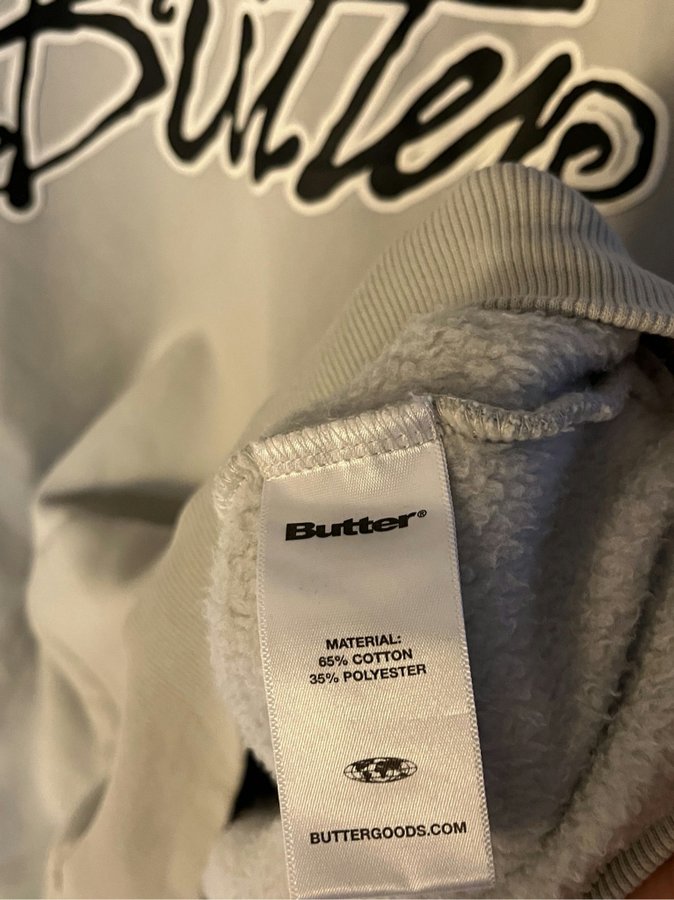 Butter
Butter®
MATERIAL:
65% COTTON
35% POLYESTER
BUTTERGOODS.COM